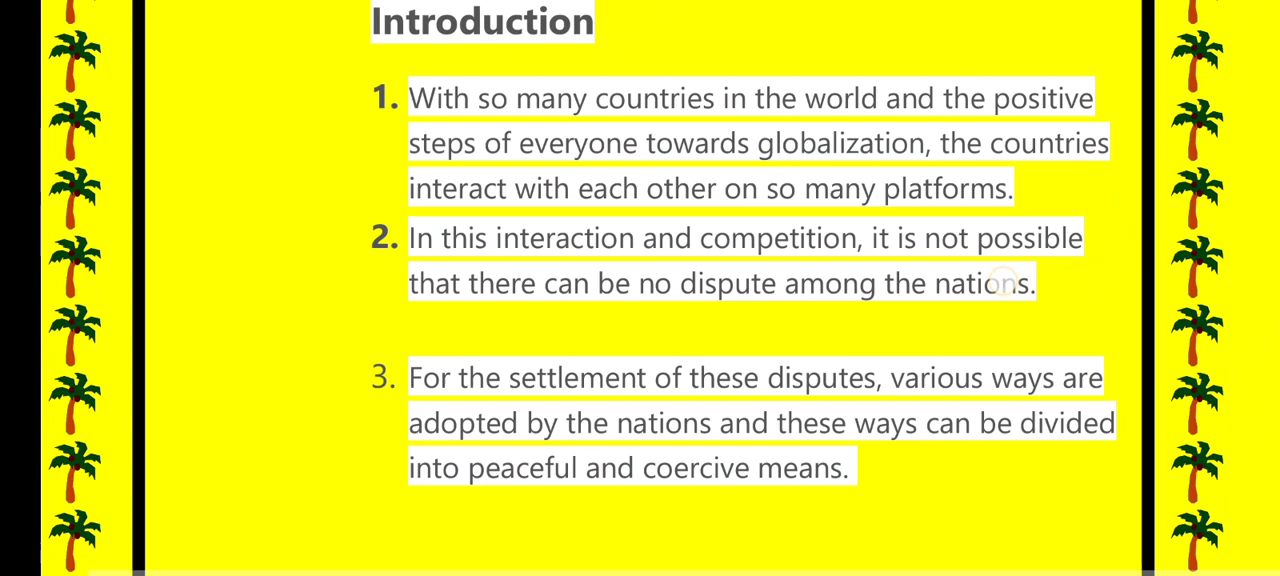 Introduction
1. With so many countries in the world and the positive
steps of everyone towards globalization, the countries
interact with each other on so many platforms.
2. In this interaction and competition, it is not possible
that there can be no dispute among the nations.
3. For the settlement of these disputes, various ways are
adopted by the nations and these ways can be divided
into peaceful and coercive means.